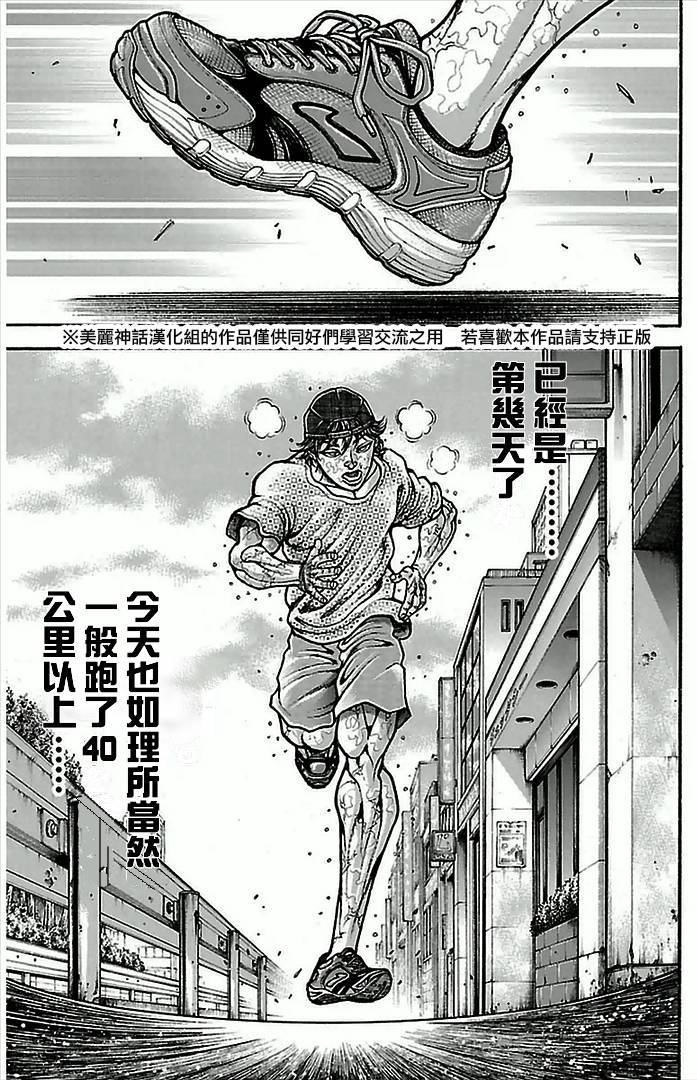 ※美麗神話漢化組的作品僅供同好們學習交流之用　若喜歡本作品請支持正版
已經是…………
第幾天了
今天也如理所當然
一般跑了40
公里以上……